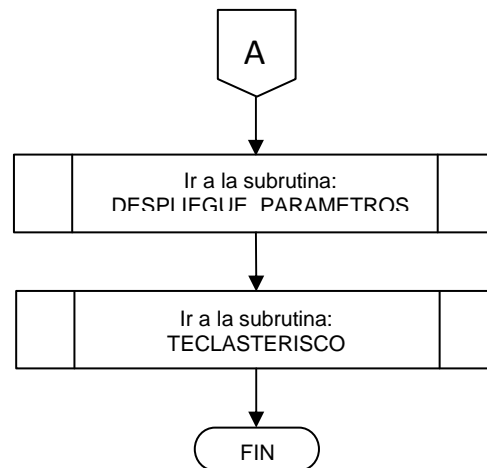 A
Ir a la subrutina:
DESPLIEGUE_PARAMETROS
Ir a la subrutina:
TECLASTERISCO
FIN